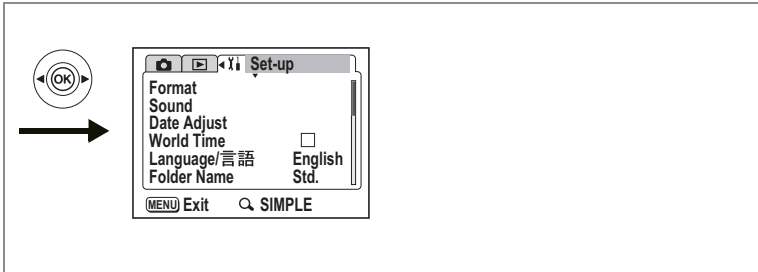 OK
Set-up
Format
Sound
Date Adjust
World Time
Language/言語 English
Folder Name Std.
MENU Exit SIMPLE